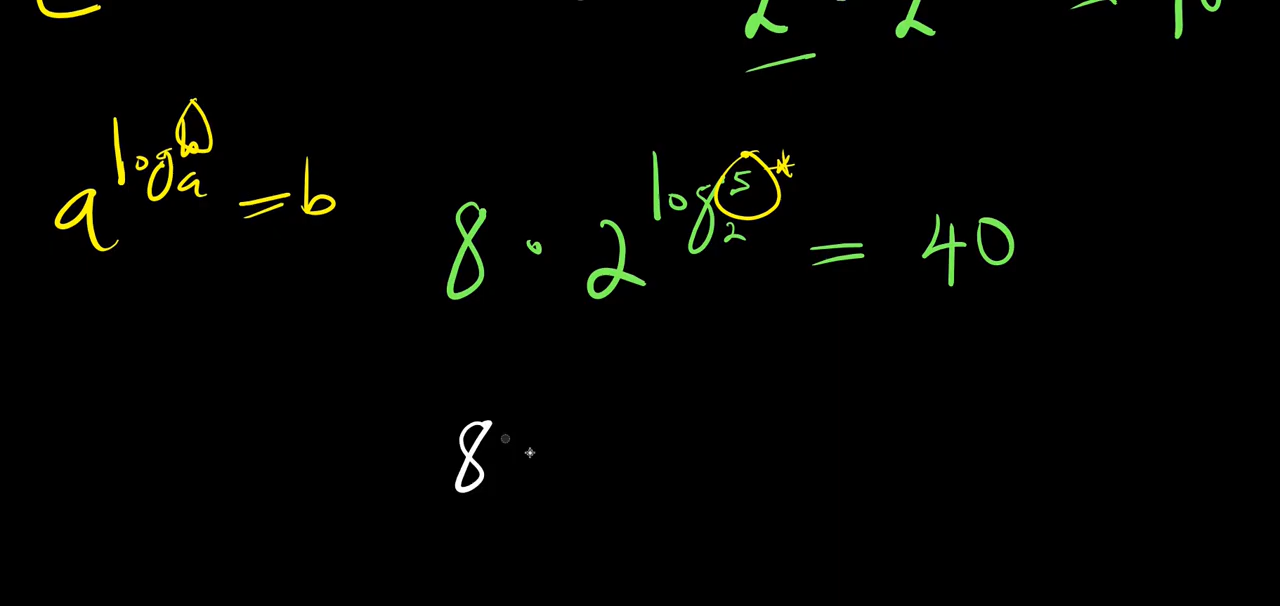 a^{log_a b} = b
8 · 2^{log_2 5} = 40
8 ·